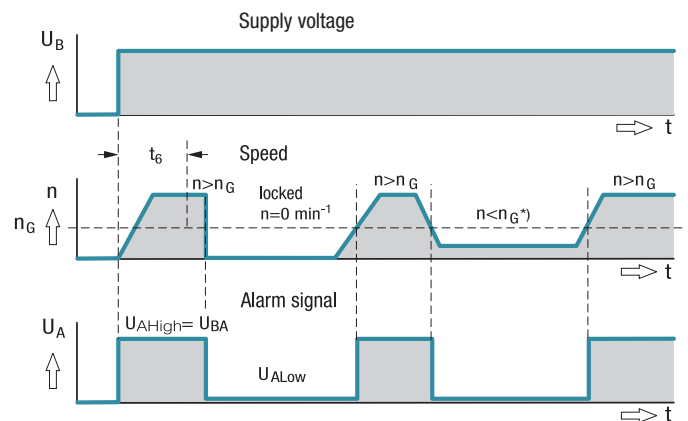 Supply voltage
U_B
t
t₆
Speed
n
n_G
n>n_G
locked
n=0 min⁻¹
n>n_G
n<n_G*)
n>n_G
t
Alarm signal
U_A
U_AHigh= U_BA
U_ALow
t